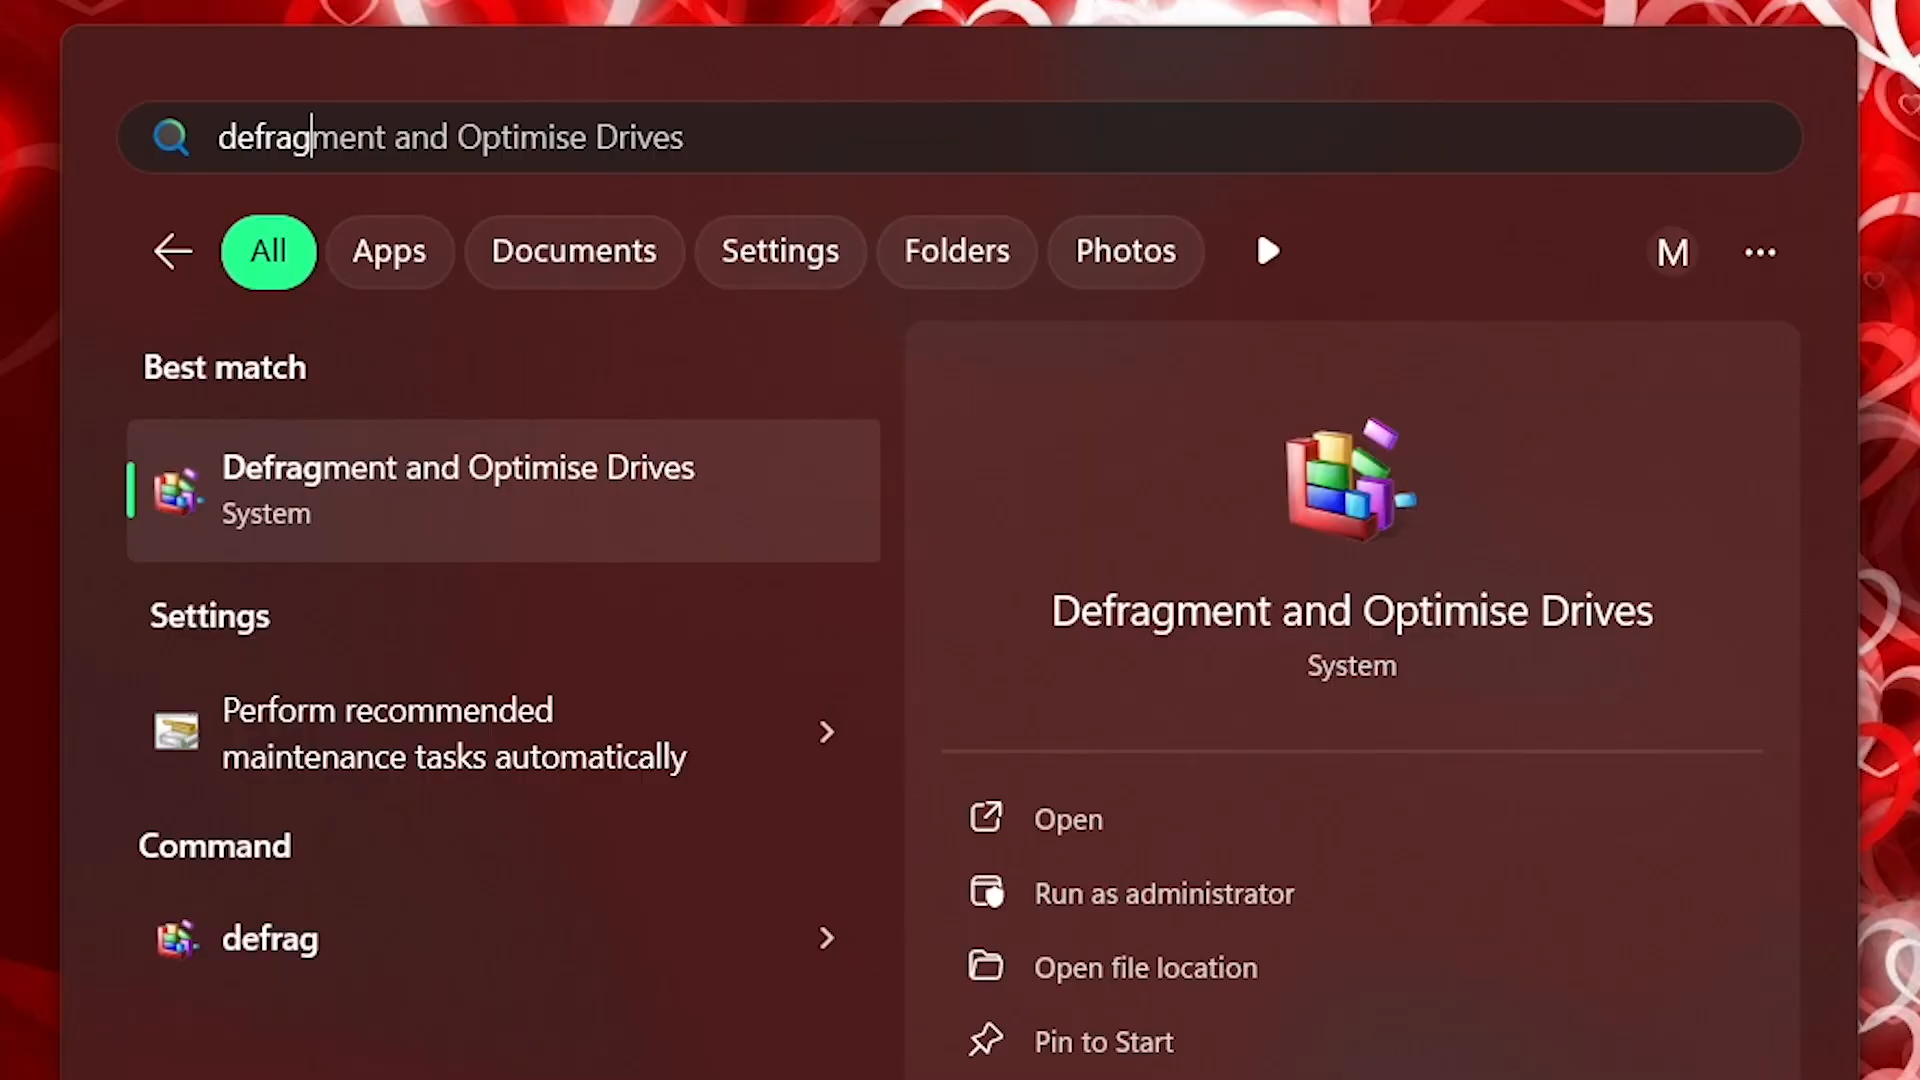 defragment and Optimise Drives
All
Apps
Documents
Settings
Folders
Photos
M
Best match
Defragment and Optimise Drives
System
Settings
Perform recommended
maintenance tasks automatically
Command
defrag
Defragment and Optimise Drives
System
Open
Run as administrator
Open file location
Pin to Start